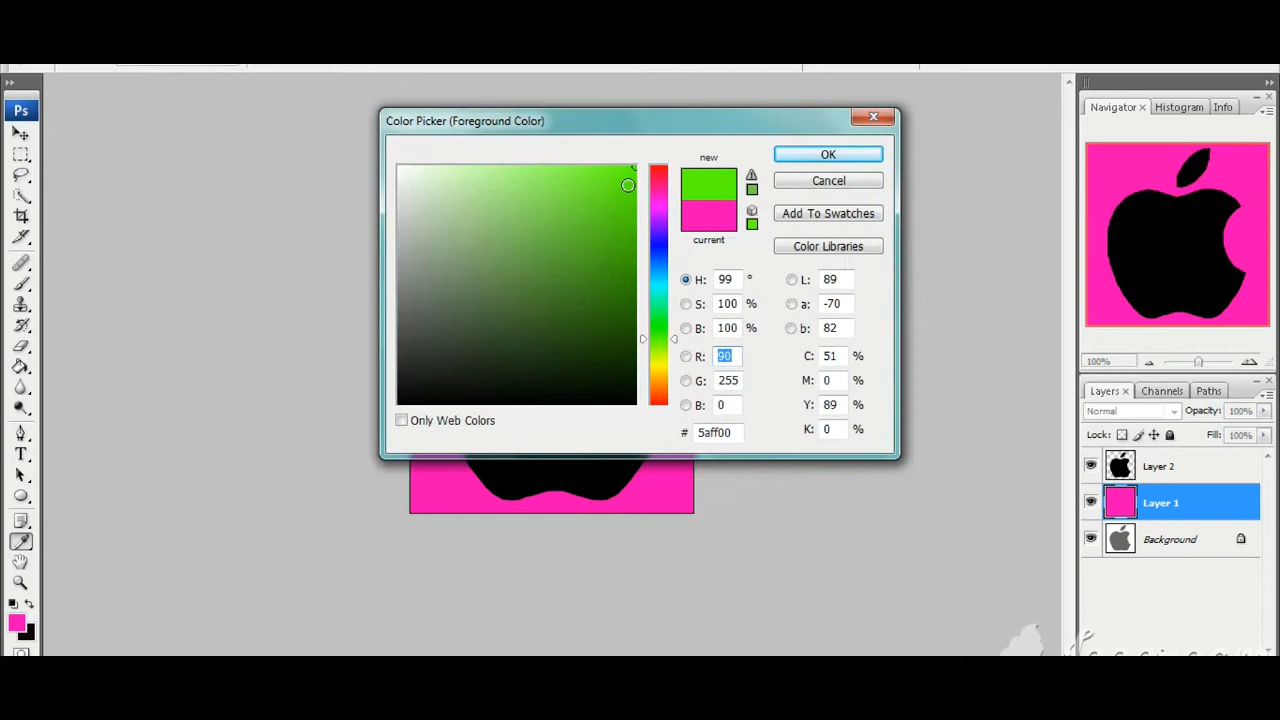 Ps
Color Picker (Foreground Color)
new
current
OK
Cancel
Add To Swatches
Color Libraries
H: 99 °
S: 100 %
B: 100 %
R: 90
G: 255
B: 0
# 5aff00
L: 89
a: -70
b: 82
C: 51 %
M: 0 %
Y: 89 %
K: 0 %
Only Web Colors
T
Navigator Histogram Info
100%
Layers Channels Paths
Normal Opacity: 100%
Lock: Fill: 100%
Layer 2
Layer 1
Background